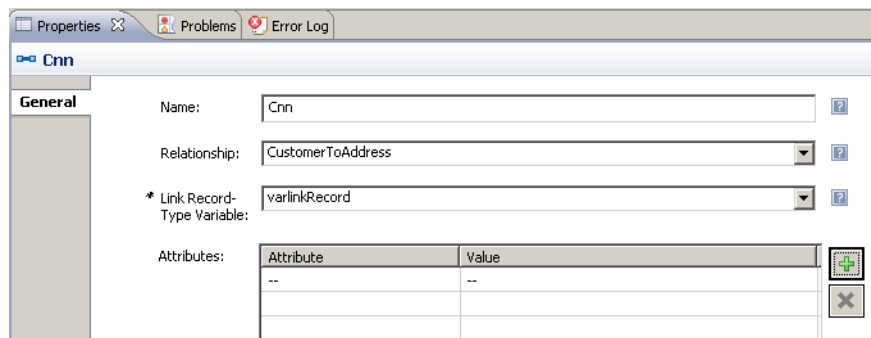 Properties Problems Error Log
Cnn
General
Name: Cnn ?
Relationship: CustomerToAddress ?
* Link Record- varlinkRecord ?
Type Variable:
Attributes: Attribute Value
-- --